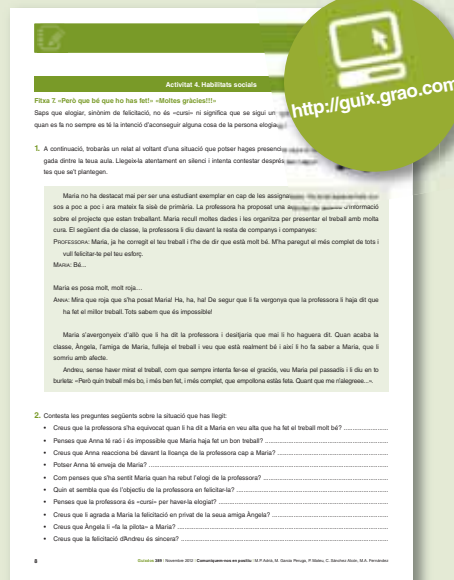 http://guix.grao.com
Activitat 4. Habilitats socials
Fitxa 7. «Però que bé que ho has fet!» «Moltes gràcies!!!»
Saps que elogiar, sinònim de felicitació, no és «cursi» ni significa que se sigui un
quan es fa no sempre es té la intenció d'aconseguir alguna cosa de la persona
1. A continuació, trobaràs un relat al voltant d'una situació que potser hages
gada dintre la teua aula. Llegeix-la atentament en silenci i intenta contestar després
tes que se't plantegen.
Maria no ha destacat mai per ser una estudiant exemplar en cap de les
sos a poc a poc i ara mateix fa sisè de primària. La professora ha proposat una d'informació
sobre el projecte que estan treballant. Maria recull moltes dades i les organitza per presentar el treball amb molta
cura. El següent dia de classe, la professora li diu davant la resta de companys i companyes:
PROFESSORA: Maria, ja he corregit el teu treball i t'he de dir que està molt bé. M'ha paregut el més complet de tots i
vull felicitar-te pel teu esforç.
MARIA: Bé...
Maria es posa molt, molt roja...
ANNA: Mira que roja que s'ha posat Maria! Ha, ha, ha! De segur que li fa vergonya que la professora li haja dit que
ha fet el millor treball. Tots sabem que és impossible!
Maria s'avergonyeix d'allò que li ha dit la professora i desitjaria que mai li ho haguera dit. Quan acaba la
classe, Àngela, l'amiga de Maria, fulleja el treball i veu que està realment bé i així li ho fa saber a Maria, que li
somriu amb afecte.
Andreu, sense haver mirat el treball, com que sempre intenta fer-se el graciós, veu Maria pel passadís i li diu en to
burleta: «Però quin treball més bo, i més ben fet, i més complet, que empollona estàs feta. Quant que me n'alegreee...».
2. Contesta les preguntes següents sobre la situació que has llegit:
• Creus que la professora s'ha equivocat quan li ha dit a Maria en veu alta que ha fet el treball molt bé?
• Penses que Anna té raó i és impossible que Maria haja fet un bon treball?
• Creus que Anna reacciona bé davant la lloança de la professora cap a Maria?
• Potser Anna té enveja de Maria?
• Com penses que s'ha sentit Maria quan ha rebut l'elogi de la professora?
• Quin et sembla que és l'objectiu de la professora en felicitar-la?
• Penses que la professora és «cursi» per haver-la elogiat?
• Creus que li agrada a Maria la felicitació en privat de la seua amiga Àngela?
• Creus que Àngela li «fa la pilota» a Maria?
• Creus que la felicitació d'Andreu és sincera?
8
Guixdos 189 | Novembre 2012 | Comuniquem-nos en positiu | M.P. Adrià, M. García Perugo, P. Mateu, C. Sánchez Alcón, M.A. Fernández